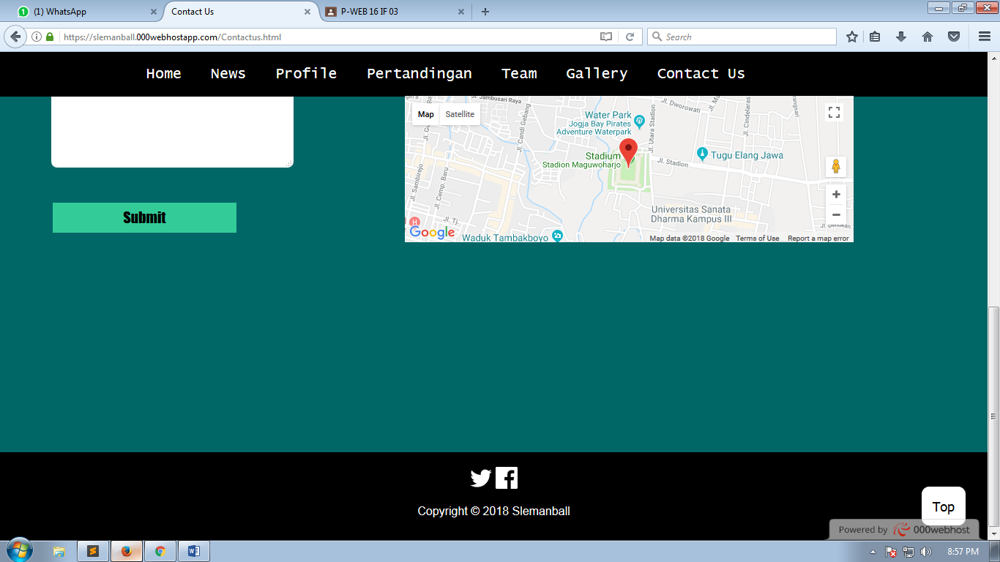 (1) WhatsApp
Contact Us
P-WEB 16 IF 03
https://slemanball.000webhostapp.com/Contactus.html
Search
Home News Profile Pertandingan Team Gallery Contact Us
Map Satellite
Jl. Jambusari Raya
Jl. Candi Gebang
Jl. Sambirejo
Jl. Cemp. Baru
Jl. Tj.
Water Park
Jogja Bay Pirates
Adventure Waterpark
Jl. Utara Stadion
Jl. Dworowati
Jl. Cindelaras
Stadium
Stadion Maguwoharjo
Jl. Stadion
Tugu Elang Jawa
Universitas Sanata
Dharma Kampus III
H
Google
Waduk Tambakboyo
Map data ©2018 Google Terms of Use Report a map error
Submit
Copyright © 2018 Slemanball
Top
Powered by 000webhost
8:57 PM